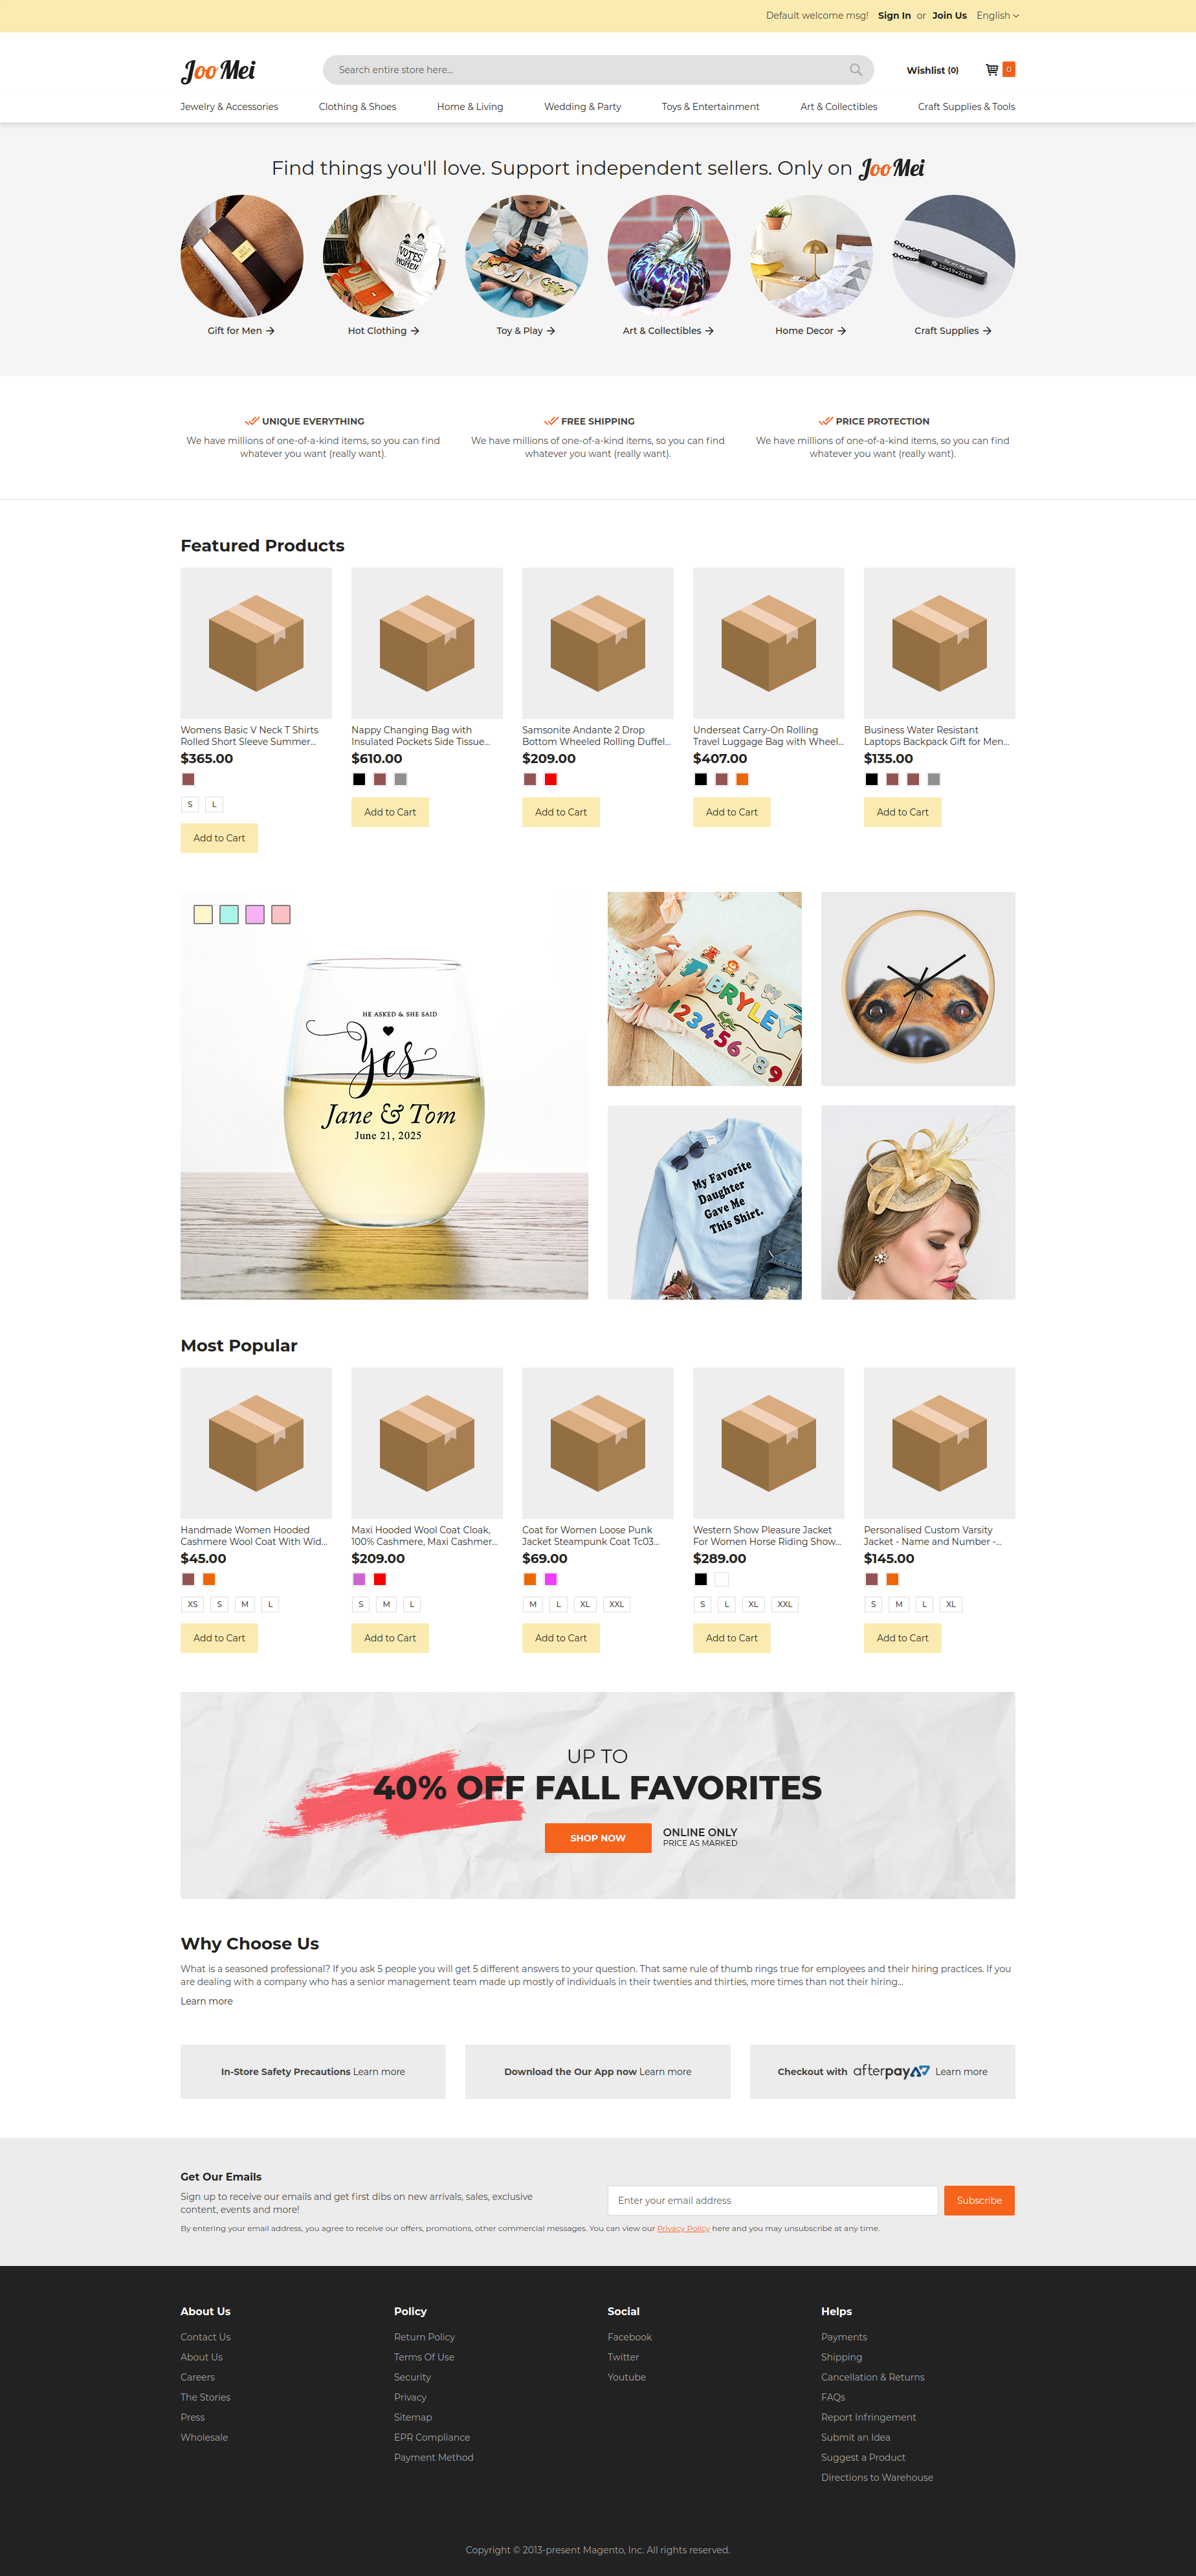 Default welcome msg! Sign In or Join Us English
Joo Mei
Search entire store here...
Wishlist (0)
0
Jewelry & Accessories
Clothing & Shoes
Home & Living
Wedding & Party
Toys & Entertainment
Art & Collectibles
Craft Supplies & Tools
Find things you'll love. Support independent sellers. Only on Joo Mei
VOTES
WOMEN
12•19•2019
Gift for Men
Hot Clothing
Toy & Play
Art & Collectibles
Home Decor
Craft Supplies
UNIQUE EVERYTHING
We have millions of one-of-a-kind items, so you can find
whatever you want (really want).
FREE SHIPPING
We have millions of one-of-a-kind items, so you can find
whatever you want (really want).
PRICE PROTECTION
We have millions of one-of-a-kind items, so you can find
whatever you want (really want).
Featured Products
Womens Basic V Neck T Shirts
Rolled Short Sleeve Summer...
$365.00
S L
Add to Cart
Nappy Changing Bag with
Insulated Pockets Side Tissue...
$610.00
Add to Cart
Samsonite Andante 2 Drop
Bottom Wheeled Rolling Duffel...
$209.00
Add to Cart
Underseat Carry-On Rolling
Travel Luggage Bag with Wheel...
$407.00
Add to Cart
Business Water Resistant
Laptops Backpack Gift for Men...
$135.00
Add to Cart
HE ASKED & SHE SAID
Yes
Jane & Tom
June 21, 2025
BRYLEY
123456789
My Favorite
Daughter
Gave Me
This Shirt.
Most Popular
Handmade Women Hooded
Cashmere Wool Coat With Wid...
$45.00
XS S M L
Add to Cart
Maxi Hooded Wool Coat Cloak,
100% Cashmere, Maxi Cashmer...
$209.00
S M L
Add to Cart
Coat for Women Loose Punk
Jacket Steampunk Coat Tc03...
$69.00
M L XL XXL
Add to Cart
Western Show Pleasure Jacket
For Women Horse Riding Show...
$289.00
S L XL XXL
Add to Cart
Personalised Custom Varsity
Jacket - Name and Number -...
$145.00
S M L XL
Add to Cart
UP TO
40% OFF FALL FAVORITES
SHOP NOW
ONLINE ONLY
PRICE AS MARKED
Why Choose Us
What is a seasoned professional? If you ask 5 people you will get 5 different answers to your question. That same rule of thumb rings true for employees and their hiring practices. If you
are dealing with a company who has a senior management team made up mostly of individuals in their twenties and thirties, more times than not their hiring...
Learn more
In-Store Safety Precautions Learn more
Download the Our App now Learn more
Checkout with afterpay Learn more
Get Our Emails
Sign up to receive our emails and get first dibs on new arrivals, sales, exclusive
content, events and more!
Enter your email address
Subscribe
By entering your email address, you agree to receive our offers, promotions, other commercial messages. You can view our Privacy Policy here and you may unsubscribe at any time.
About Us
Contact Us
About Us
Careers
The Stories
Press
Wholesale
Policy
Return Policy
Terms Of Use
Security
Privacy
Sitemap
EPR Compliance
Payment Method
Social
Facebook
Twitter
Youtube
Helps
Payments
Shipping
Cancellation & Returns
FAQs
Report Infringement
Submit an Idea
Suggest a Product
Directions to Warehouse
Copyright © 2013-present Magento, Inc. All rights reserved.